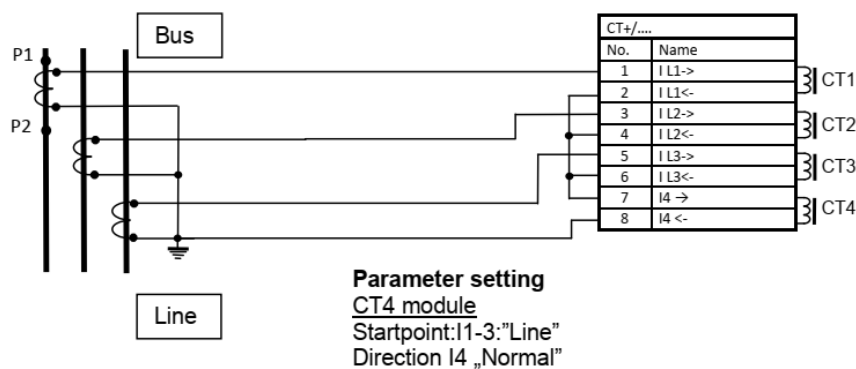 Bus
P1
P2
Line
CT+/....
No. Name
1 I L1->
2 I L1<-
3 I L2->
4 I L2<-
5 I L3->
6 I L3<-
7 I4 →
8 I4 <-
CT1
CT2
CT3
CT4
Parameter setting
CT4 module
Startpoint:I1-3:”Line”
Direction I4 „Normal”